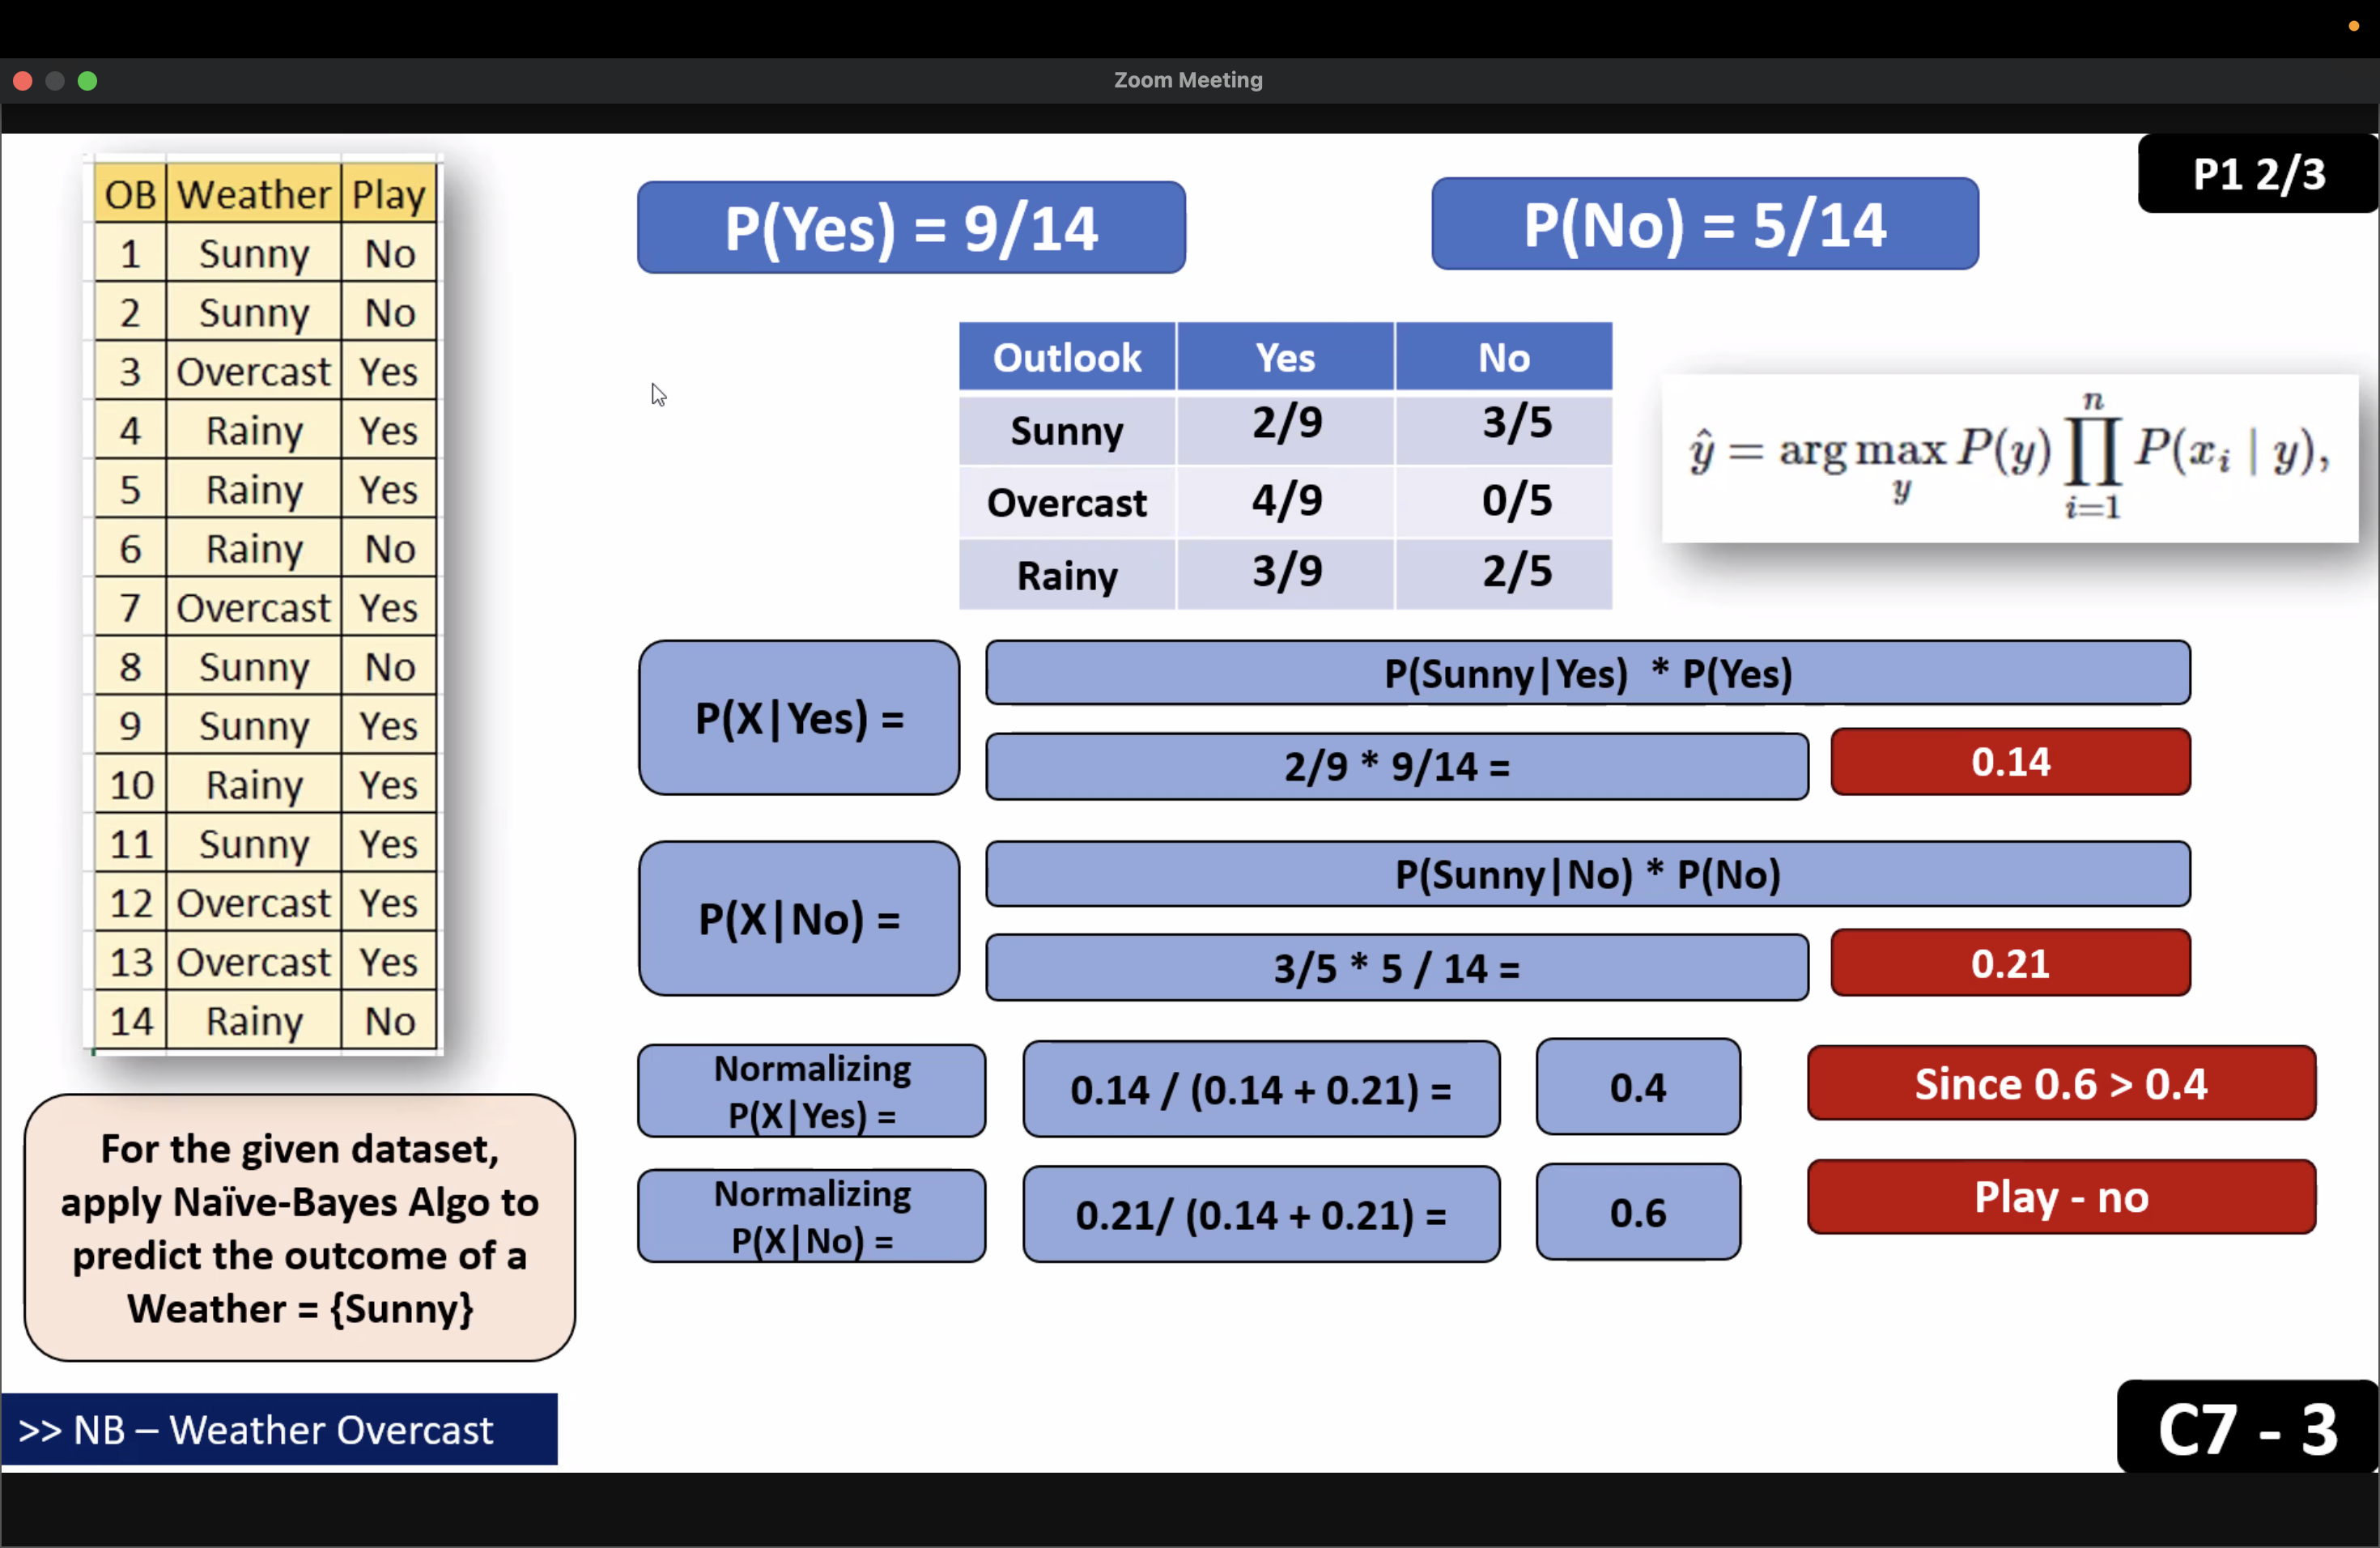 Zoom Meeting
P1 2/3
OB Weather Play
1 Sunny No
2 Sunny No
3 Overcast Yes
4 Rainy Yes
5 Rainy Yes
6 Rainy No
7 Overcast Yes
8 Sunny No
9 Sunny Yes
10 Rainy Yes
11 Sunny Yes
12 Overcast Yes
13 Overcast Yes
14 Rainy No
For the given dataset,
apply Naïve-Bayes Algo to
predict the outcome of a
Weather = {Sunny}
>> NB – Weather Overcast
P(Yes) = 9/14
P(No) = 5/14
Outlook Yes No
Sunny 2/9 3/5
Overcast 4/9 0/5
Rainy 3/9 2/5
ŷ = arg max_y P(y) ∏_{i=1}^{n} P(x_i | y),
P(X|Yes) =
P(Sunny|Yes) * P(Yes)
2/9 * 9/14 =
0.14
P(X|No) =
P(Sunny|No) * P(No)
3/5 * 5 / 14 =
0.21
Normalizing
P(X|Yes) =
0.14 / (0.14 + 0.21) =
0.4
Since 0.6 > 0.4
Normalizing
P(X|No) =
0.21/ (0.14 + 0.21) =
0.6
Play - no
C7 - 3